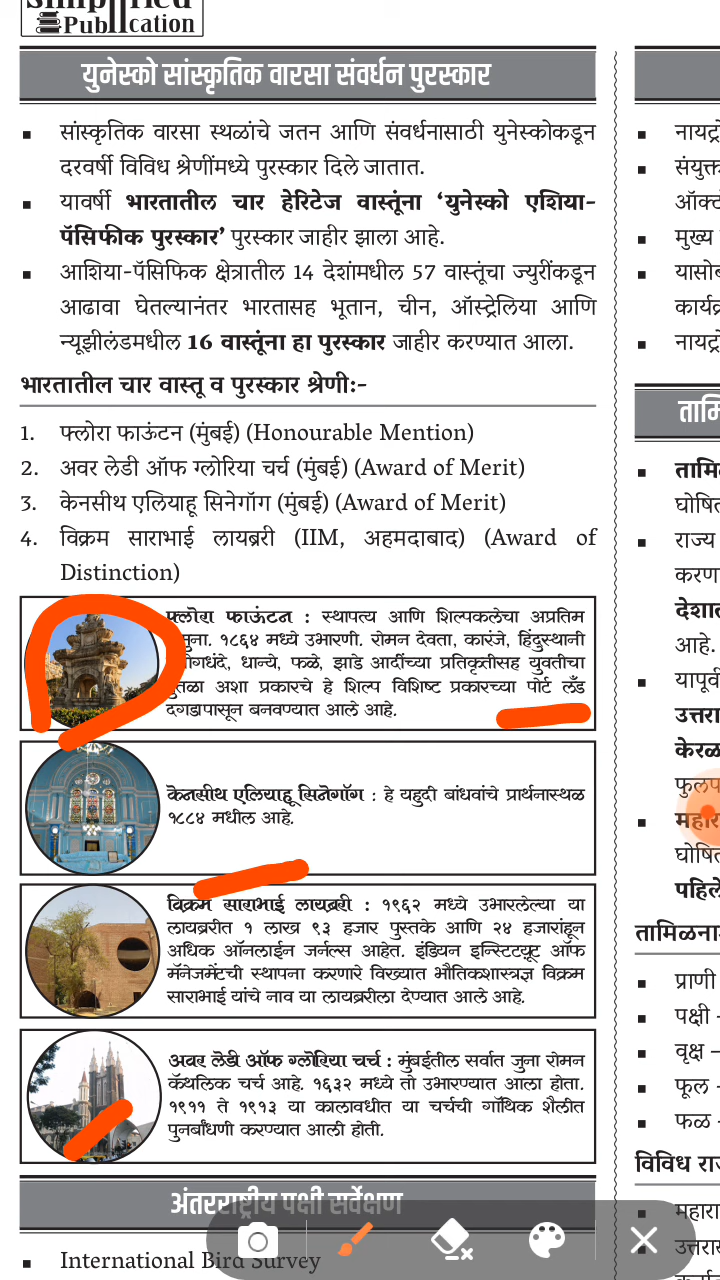 Simplified
Publication
युनेस्को सांस्कृतिक वारसा संवर्धन पुरस्कार
▪ सांस्कृतिक वारसा स्थळांचे जतन आणि संवर्धनासाठी युनेस्कोकडून
दरवर्षी विविध श्रेणींमध्ये पुरस्कार दिले जातात.
▪ यावर्षी भारतातील चार हेरिटेज वास्तूंना ‘युनेस्को एशिया-
पॅसिफीक पुरस्कार’ पुरस्कार जाहीर झाला आहे.
▪ आशिया-पॅसिफिक क्षेत्रातील 14 देशांमधील 57 वास्तूंचा ज्युरींकडून
आढावा घेतल्यानंतर भारतासह भूतान, चीन, ऑस्ट्रेलिया आणि
न्यूझीलंडमधील 16 वास्तूंना हा पुरस्कार जाहीर करण्यात आला.
भारतातील चार वास्तू व पुरस्कार श्रेणी:-
1. फ्लोरा फाऊंटन (मुंबई) (Honourable Mention)
2. अवर लेडी ऑफ ग्लोरिया चर्च (मुंबई) (Award of Merit)
3. केनसीथ एलियाहू सिनेगॉग (मुंबई) (Award of Merit)
4. विक्रम साराभाई लायब्ररी (IIM, अहमदाबाद) (Award of
Distinction)
फ्लोरा फाऊंटन : स्थापत्य आणि शिल्पकलेचा अप्रतिम
१८६४ मध्ये उभारणी. रोमन देवता, कारंजे, हिंदुस्थानी
धान्ये, फळे, झाडे आदींच्या प्रतिकृतीसह युवतीचा
अशा प्रकारचे हे शिल्प विशिष्ट प्रकारच्या पोर्ट लँड
दगडापासून बनवण्यात आले आहे.
केनसीथ एलियाहू सिनेगॉग : हे यहुदी बांधवांचे प्रार्थनास्थळ
१८८४ मधील आहे.
विक्रम साराभाई लायब्ररी : १९६२ मध्ये उभारलेल्या या
लायब्ररीत १ लाख ९३ हजार पुस्तके आणि २४ हजारांहून
अधिक ऑनलाईन जर्नल्स आहेत. इंडियन इन्स्टिटय़ूट ऑफ
मॅनेजमेंटची स्थापना करणारे विख्यात भौतिकशास्त्रज्ञ विक्रम
साराभाई यांचे नाव या लायब्ररीला देण्यात आले आहे.
अवर लेडी ऑफ ग्लोरिया चर्च : मुंबईतील सर्वात जुना रोमन
कॅथलिक चर्च आहे. १६३२ मध्ये तो उभारण्यात आला होता.
१९११ ते १९१३ या कालावधीत या चर्चची गॉथिक शैलीत
पुनर्बांधणी करण्यात आली होती.
अंतरराष्ट्रीय पक्षी सर्वेक्षण
▪ International Bird Survey
▪ नायट्रो
▪ संयुक्त
ऑक्ट
▪ मुख्य
▪ यासोब
कार्यक्र
▪ नायट्रो
तामि
▪ तामि
घोषित
▪ राज्य
करण
देशात
आहे.
▪ यापूर्वी
उत्तरा
केरळ
फुलप
▪ महारा
घोषित
पहिले
तामिळना
▪ प्राणी
▪ पक्षी -
▪ वृक्ष –
▪ फूल -
▪ फळ -
विविध राज
▪ महारा
▪ उत्तरा